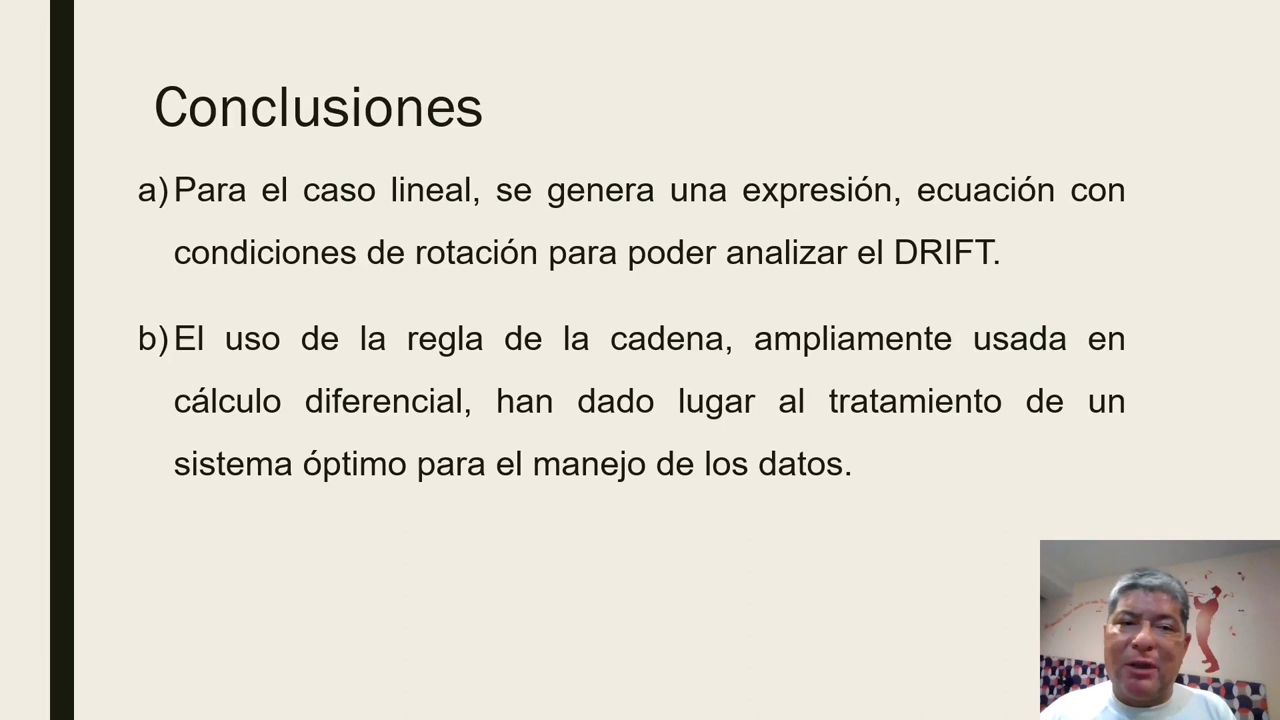 Conclusiones
a) Para el caso lineal, se genera una expresión, ecuación con
condiciones de rotación para poder analizar el DRIFT.
b) El uso de la regla de la cadena, ampliamente usada en
cálculo diferencial, han dado lugar al tratamiento de un
sistema óptimo para el manejo de los datos.